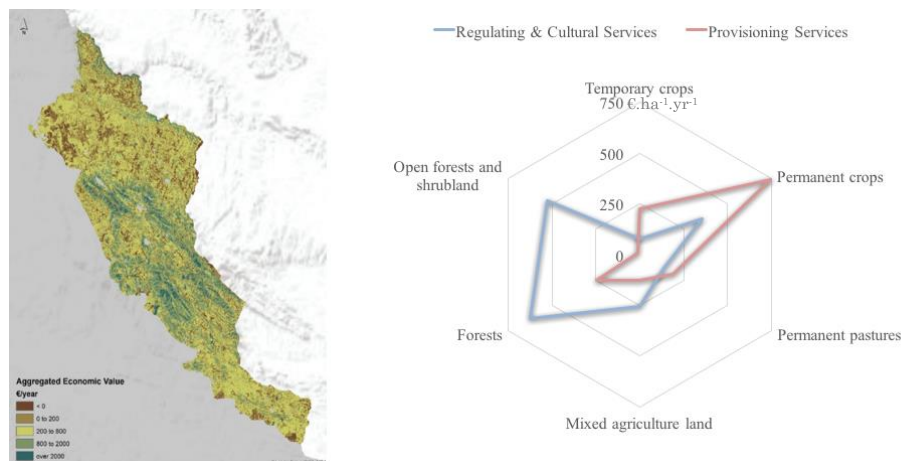 N
Aggregated Economic Value
€/year
< 0
0 to 200
200 to 800
800 to 2000
over 2000
Regulating & Cultural Services
Provisioning Services
Temporary crops
750 €.ha⁻¹.yr⁻¹
500
250
0
Permanent crops
Permanent pastures
Mixed agriculture land
Forests
Open forests and
shrubland